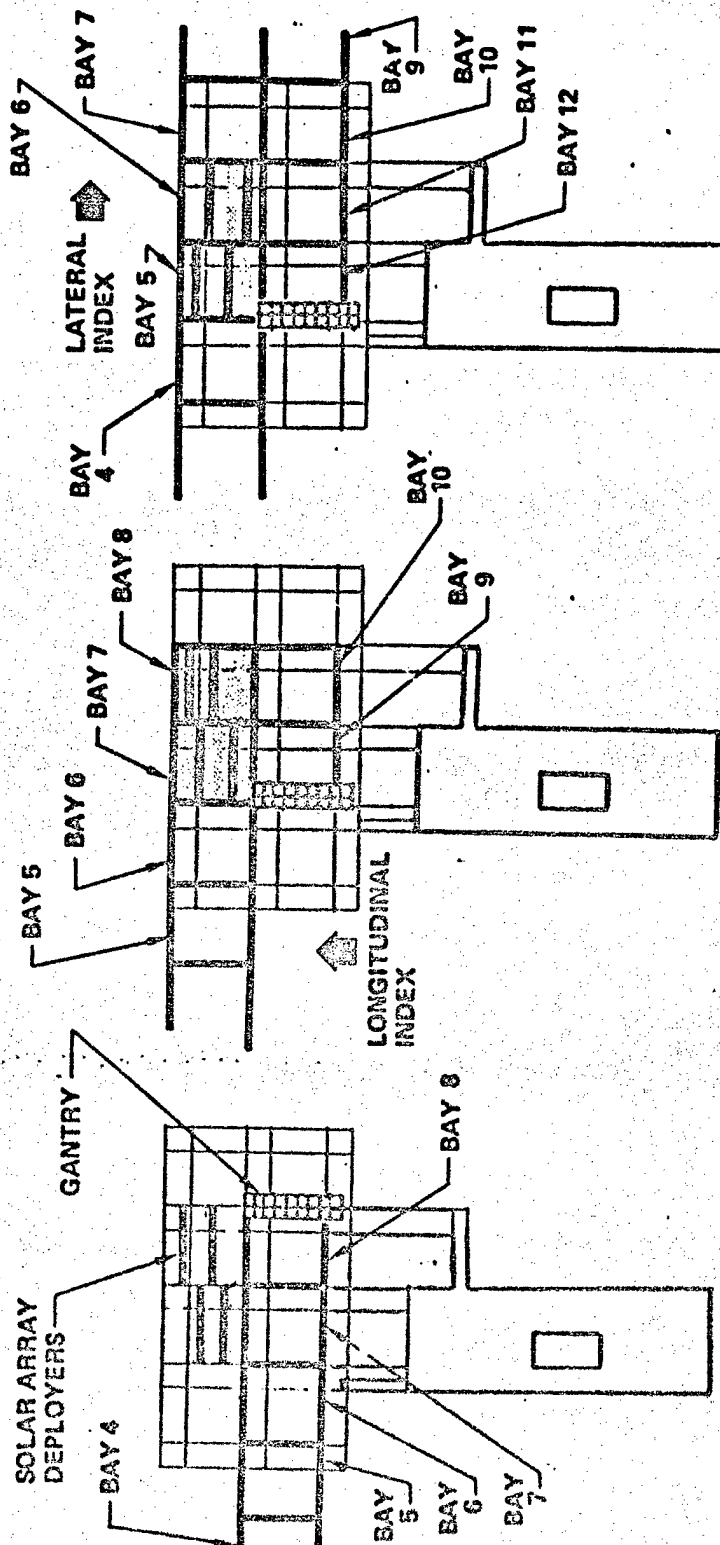 SOLAR ARRAY
DEPLOYERS
GANTRY
BAY 4
BAY
5
BAY
6
BAY
7
BAY 8
BAY 5
BAY 6
BAY 7
BAY 8
LONGITUDINAL
INDEX
BAY
9
BAY
10
BAY
4
LATERAL
INDEX
BAY 5
BAY 6
BAY 7
BAY
9
BAY
10
BAY 11
BAY 12